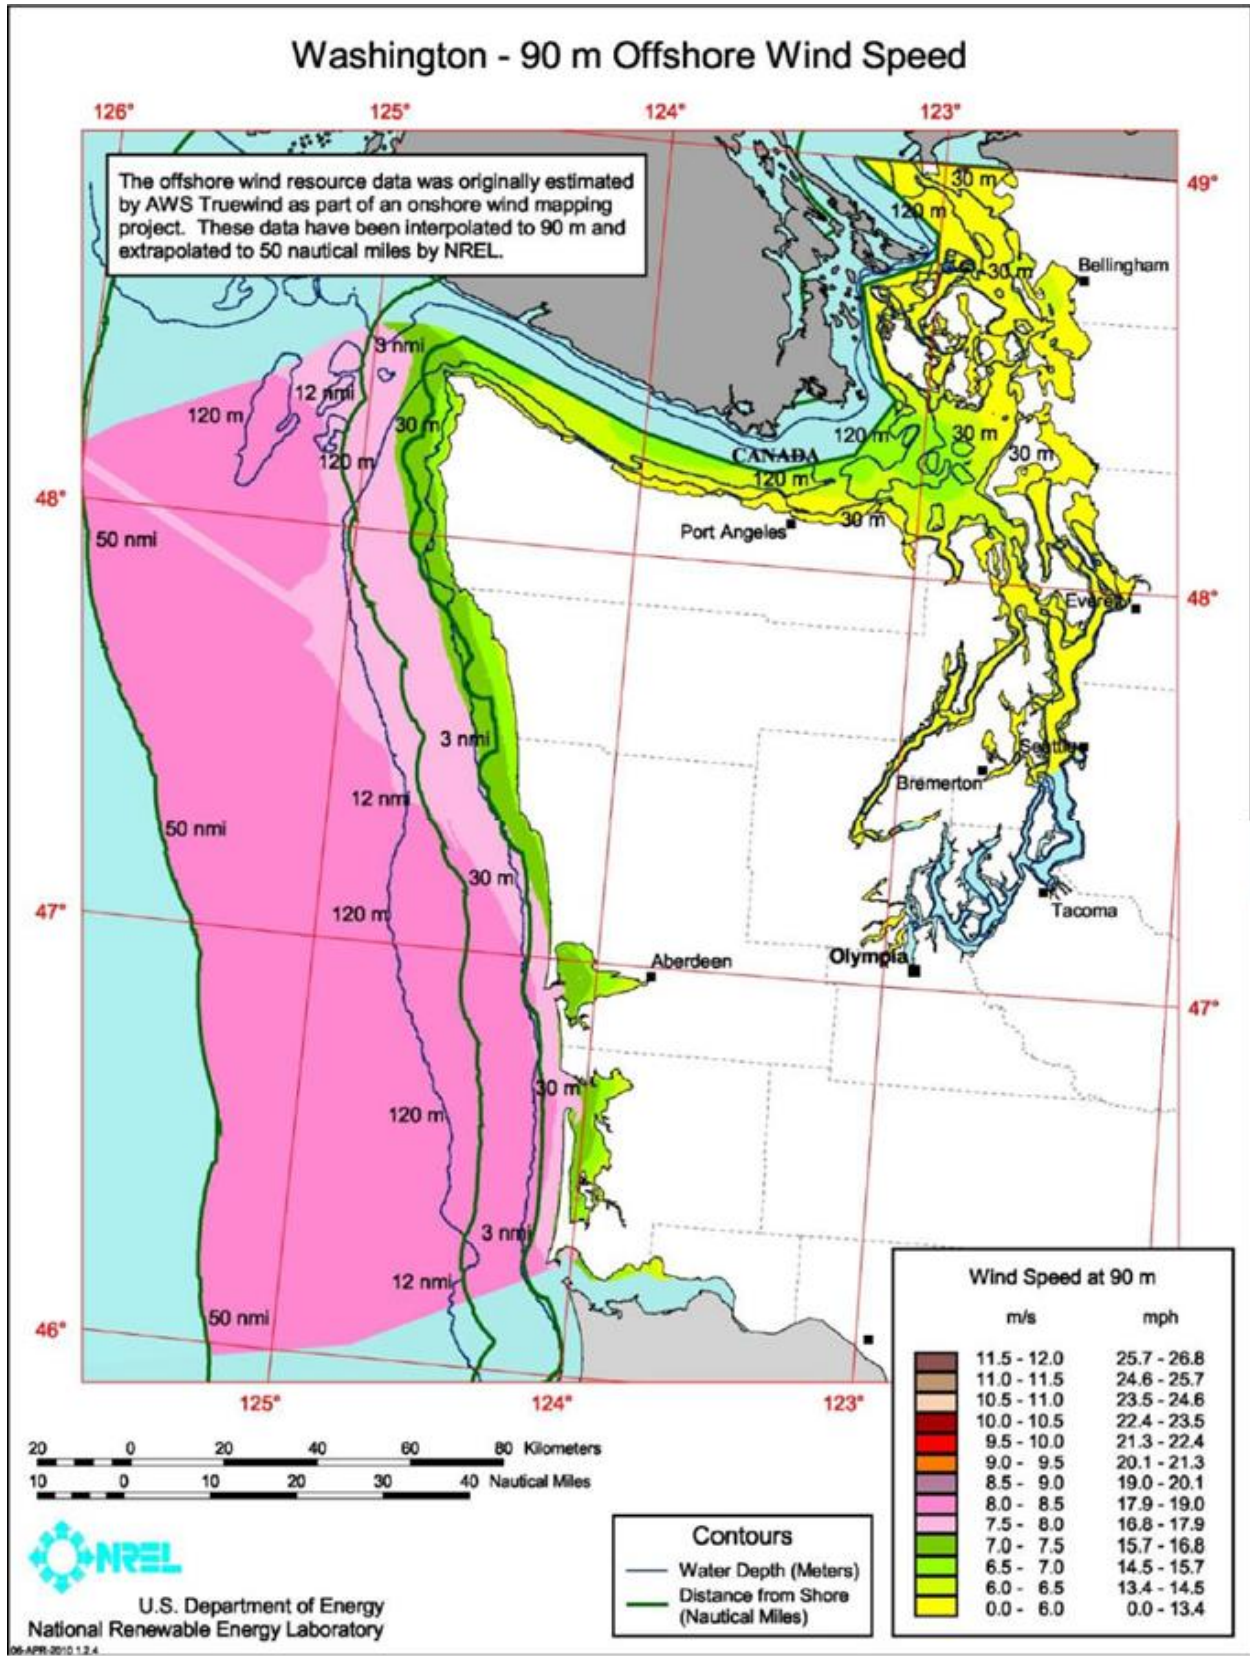 Washington - 90 m Offshore Wind Speed
126°
125°
124°
123°
The offshore wind resource data was originally estimated
by AWS Truewind as part of an onshore wind mapping
project. These data have been interpolated to 90 m and
extrapolated to 50 nautical miles by NREL.
30 m
49°
120 m
30 m
Bellingham
3 nmi
12 nmi
120 m
30 m
120 m
30 m
CANADA
30 m
120 m
120 m
48°
30 m
50 nmi
Port Angeles
48°
Everett
3 nmi
Seattle
Bremerton
12 nmi
50 nmi
30 m
47°
120 m
Tacoma
Olympia
Aberdeen
47°
30 m
120 m
3 nmi
12 nmi
50 nmi
46°
125°
124°
123°
Wind Speed at 90 m
m/s mph
11.5 - 12.0 25.7 - 26.8
11.0 - 11.5 24.6 - 25.7
10.5 - 11.0 23.5 - 24.6
10.0 - 10.5 22.4 - 23.5
9.5 - 10.0 21.3 - 22.4
9.0 - 9.5 20.1 - 21.3
8.5 - 9.0 19.0 - 20.1
8.0 - 8.5 17.9 - 19.0
7.5 - 8.0 16.8 - 17.9
7.0 - 7.5 15.7 - 16.8
6.5 - 7.0 14.5 - 15.7
6.0 - 6.5 13.4 - 14.5
0.0 - 6.0 0.0 - 13.4
20 0 20 40 60 80 Kilometers
10 0 10 20 30 40 Nautical Miles
Contours
Water Depth (Meters)
Distance from Shore
(Nautical Miles)
NREL
U.S. Department of Energy
National Renewable Energy Laboratory
06-APR-2010 1.2.4